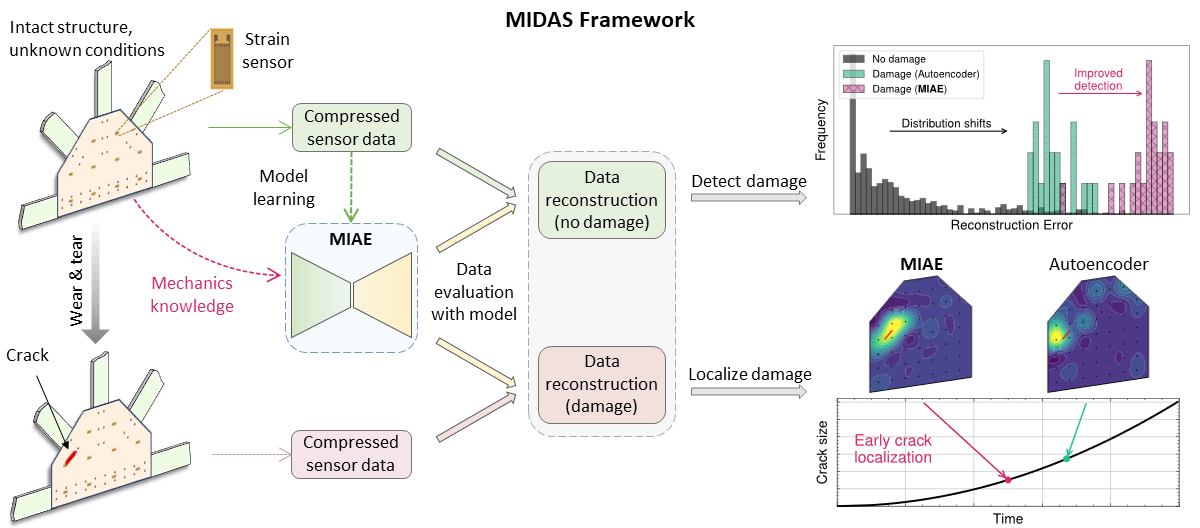 MIDAS Framework
Intact structure,
unknown conditions
Strain
sensor
Compressed
sensor data
Model
learning
MIAE
Mechanics
knowledge
Wear & tear
Crack
Compressed
sensor data
Data
evaluation
with model
Data
reconstruction
(no damage)
Data
reconstruction
(damage)
Detect damage
Localize damage
No damage
Damage (Autoencoder)
Damage (MIAE)
Improved
detection
Distribution shifts
Frequency
Reconstruction Error
MIAE
Autoencoder
Early crack
localization
Crack size
Time